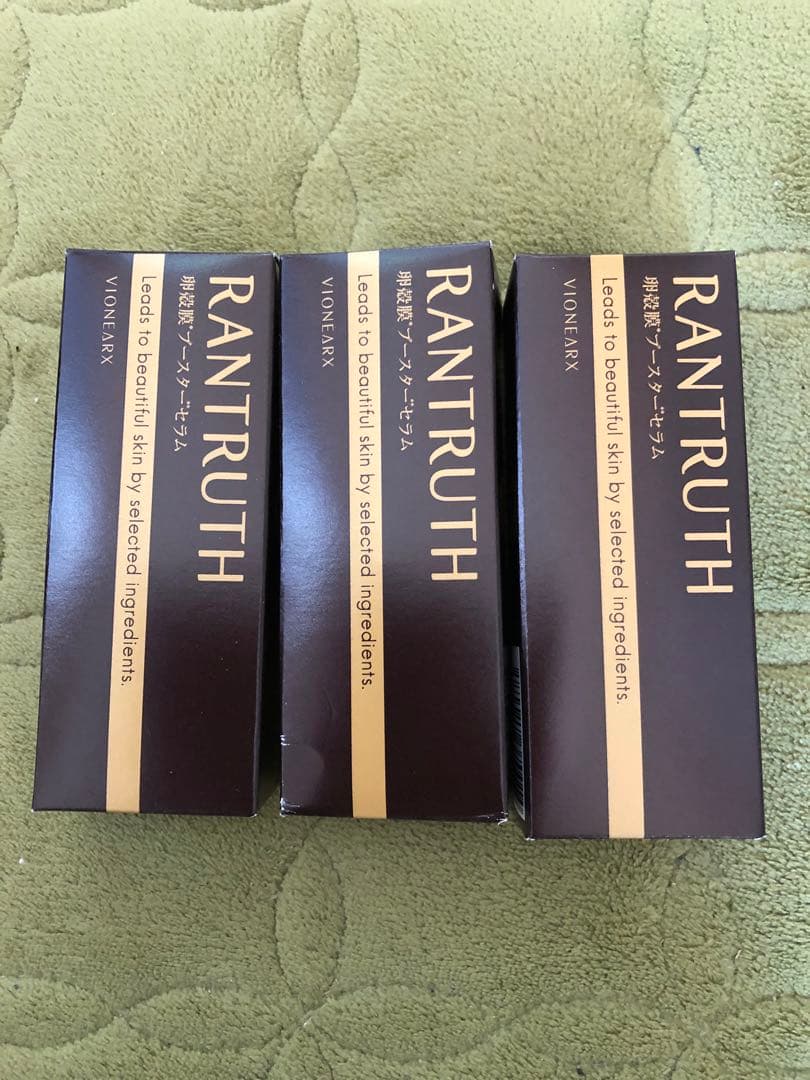 RANTRUTH
卵殻膜*ブースターセラム
Leads to beautiful skin by selected ingredients.
VIONEARX
RANTRUTH
卵殻膜*ブースターセラム
Leads to beautiful skin by selected ingredients.
VIONEARX
RANTRUTH
卵殻膜*ブースターセラム
Leads to beautiful skin by selected ingredients.
VIONEARX